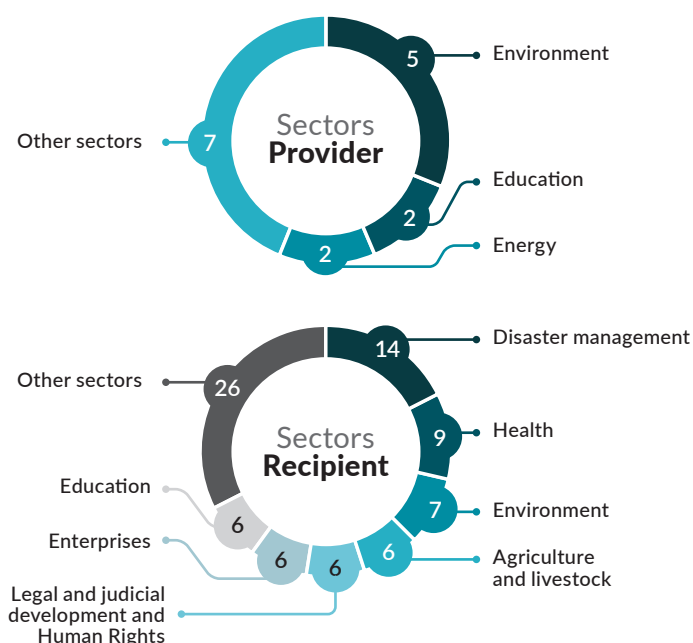 5
Environment
Other sectors
7
Sectors
Provider
Education
2
2
Energy
14
Disaster management
Other sectors
26
9
Health
Sectors
Recipient
Education
6
7
Environment
Enterprises
6
6
6
Agriculture
and livestock
Legal and judicial
development and
Human Rights